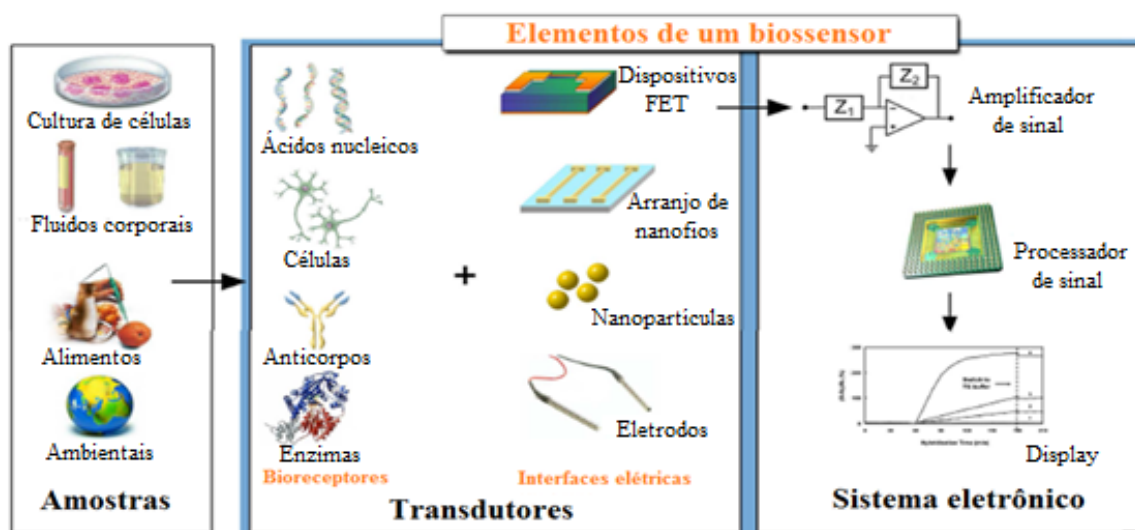 Elementos de um biossensor
Cultura de células
Fluidos corporais
Alimentos
Ambientais
Amostras
Ácidos nucleicos
Células
Anticorpos
Enzimas
Bioreceptores
+
Dispositivos
FET
Arranjo de
nanofios
Nanoparticulas
Eletrodos
Interfaces elétricas
Transdutores
Z1
Z2
Amplificador
de sinal
Processador
de sinal
Display
Sistema eletrônico